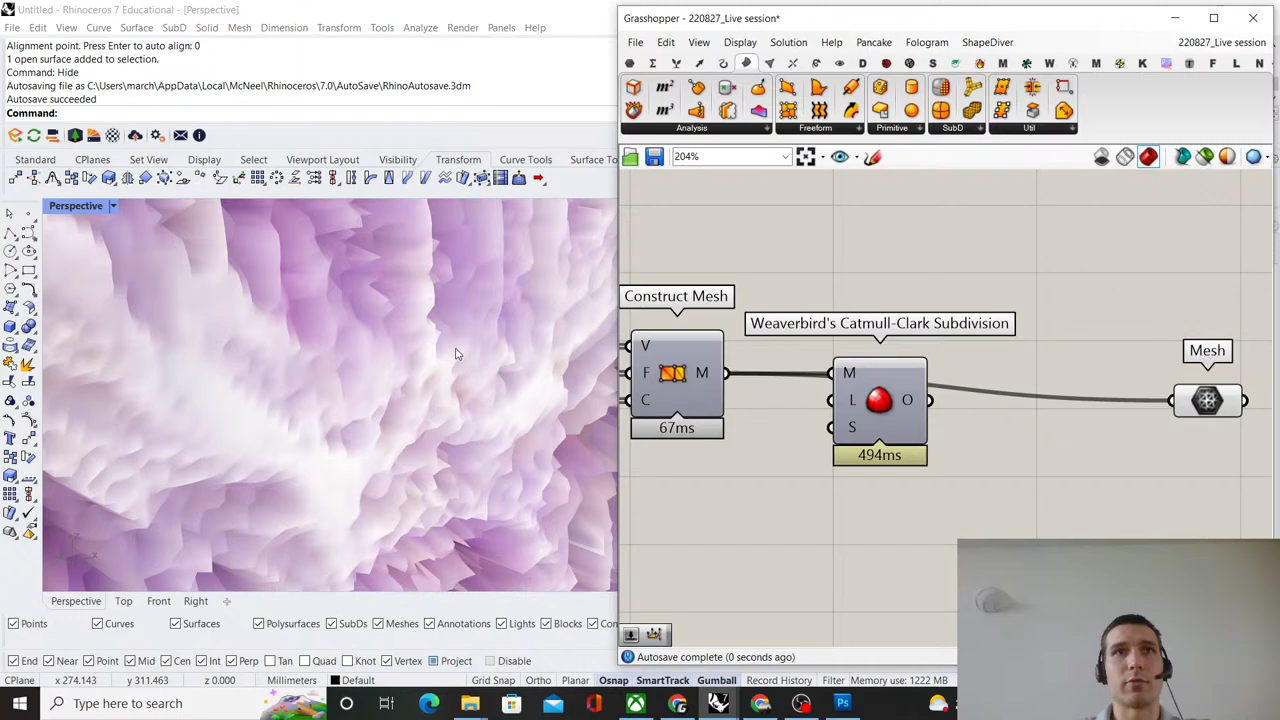 Untitled - Rhinoceros 7 Educational - [Perspective]
File Edit View Curve Surface SubD Solid Mesh Dimension Transform Tools Analyze Render Panels Help
Alignment point. Press Enter to auto align: 0
1 open surface added to selection.
Command: Hide
Autosaving file as C:\Users\march\AppData\Local\McNeel\Rhinoceros\7.0\AutoSave\RhinoAutosave.3dm
Autosave succeeded
Command:
Standard CPlanes Set View Display Select Viewport Layout Visibility Transform Curve Tools Surface To
Perspective
z
x
Perspective Top Front Right
Points Curves Surfaces Polysurfaces SubDs Meshes Annotations Lights Blocks Con
End Near Point Mid Cen Int Perp Tan Quad Knot Vertex Project Disable
CPlane x 274.143 y 311.463 z 0.000 Millimeters Default Grid Snap Ortho Planar Osnap SmartTrack Gumball Record History Filter Memory use: 1222 MB
Type here to search
Grasshopper - 220827_Live session*
File Edit View Display Solution Help Pancake Fologram ShapeDiver 220827_Live session
D S M W M K M F L N
m²
m³
Analysis Freeform Primitive SubD Util
204%
Construct Mesh
V
F M
C
67ms
Weaverbird's Catmull-Clark Subdivision
M
L O
S
494ms
Mesh
Autosave complete (0 seconds ago)
Ps